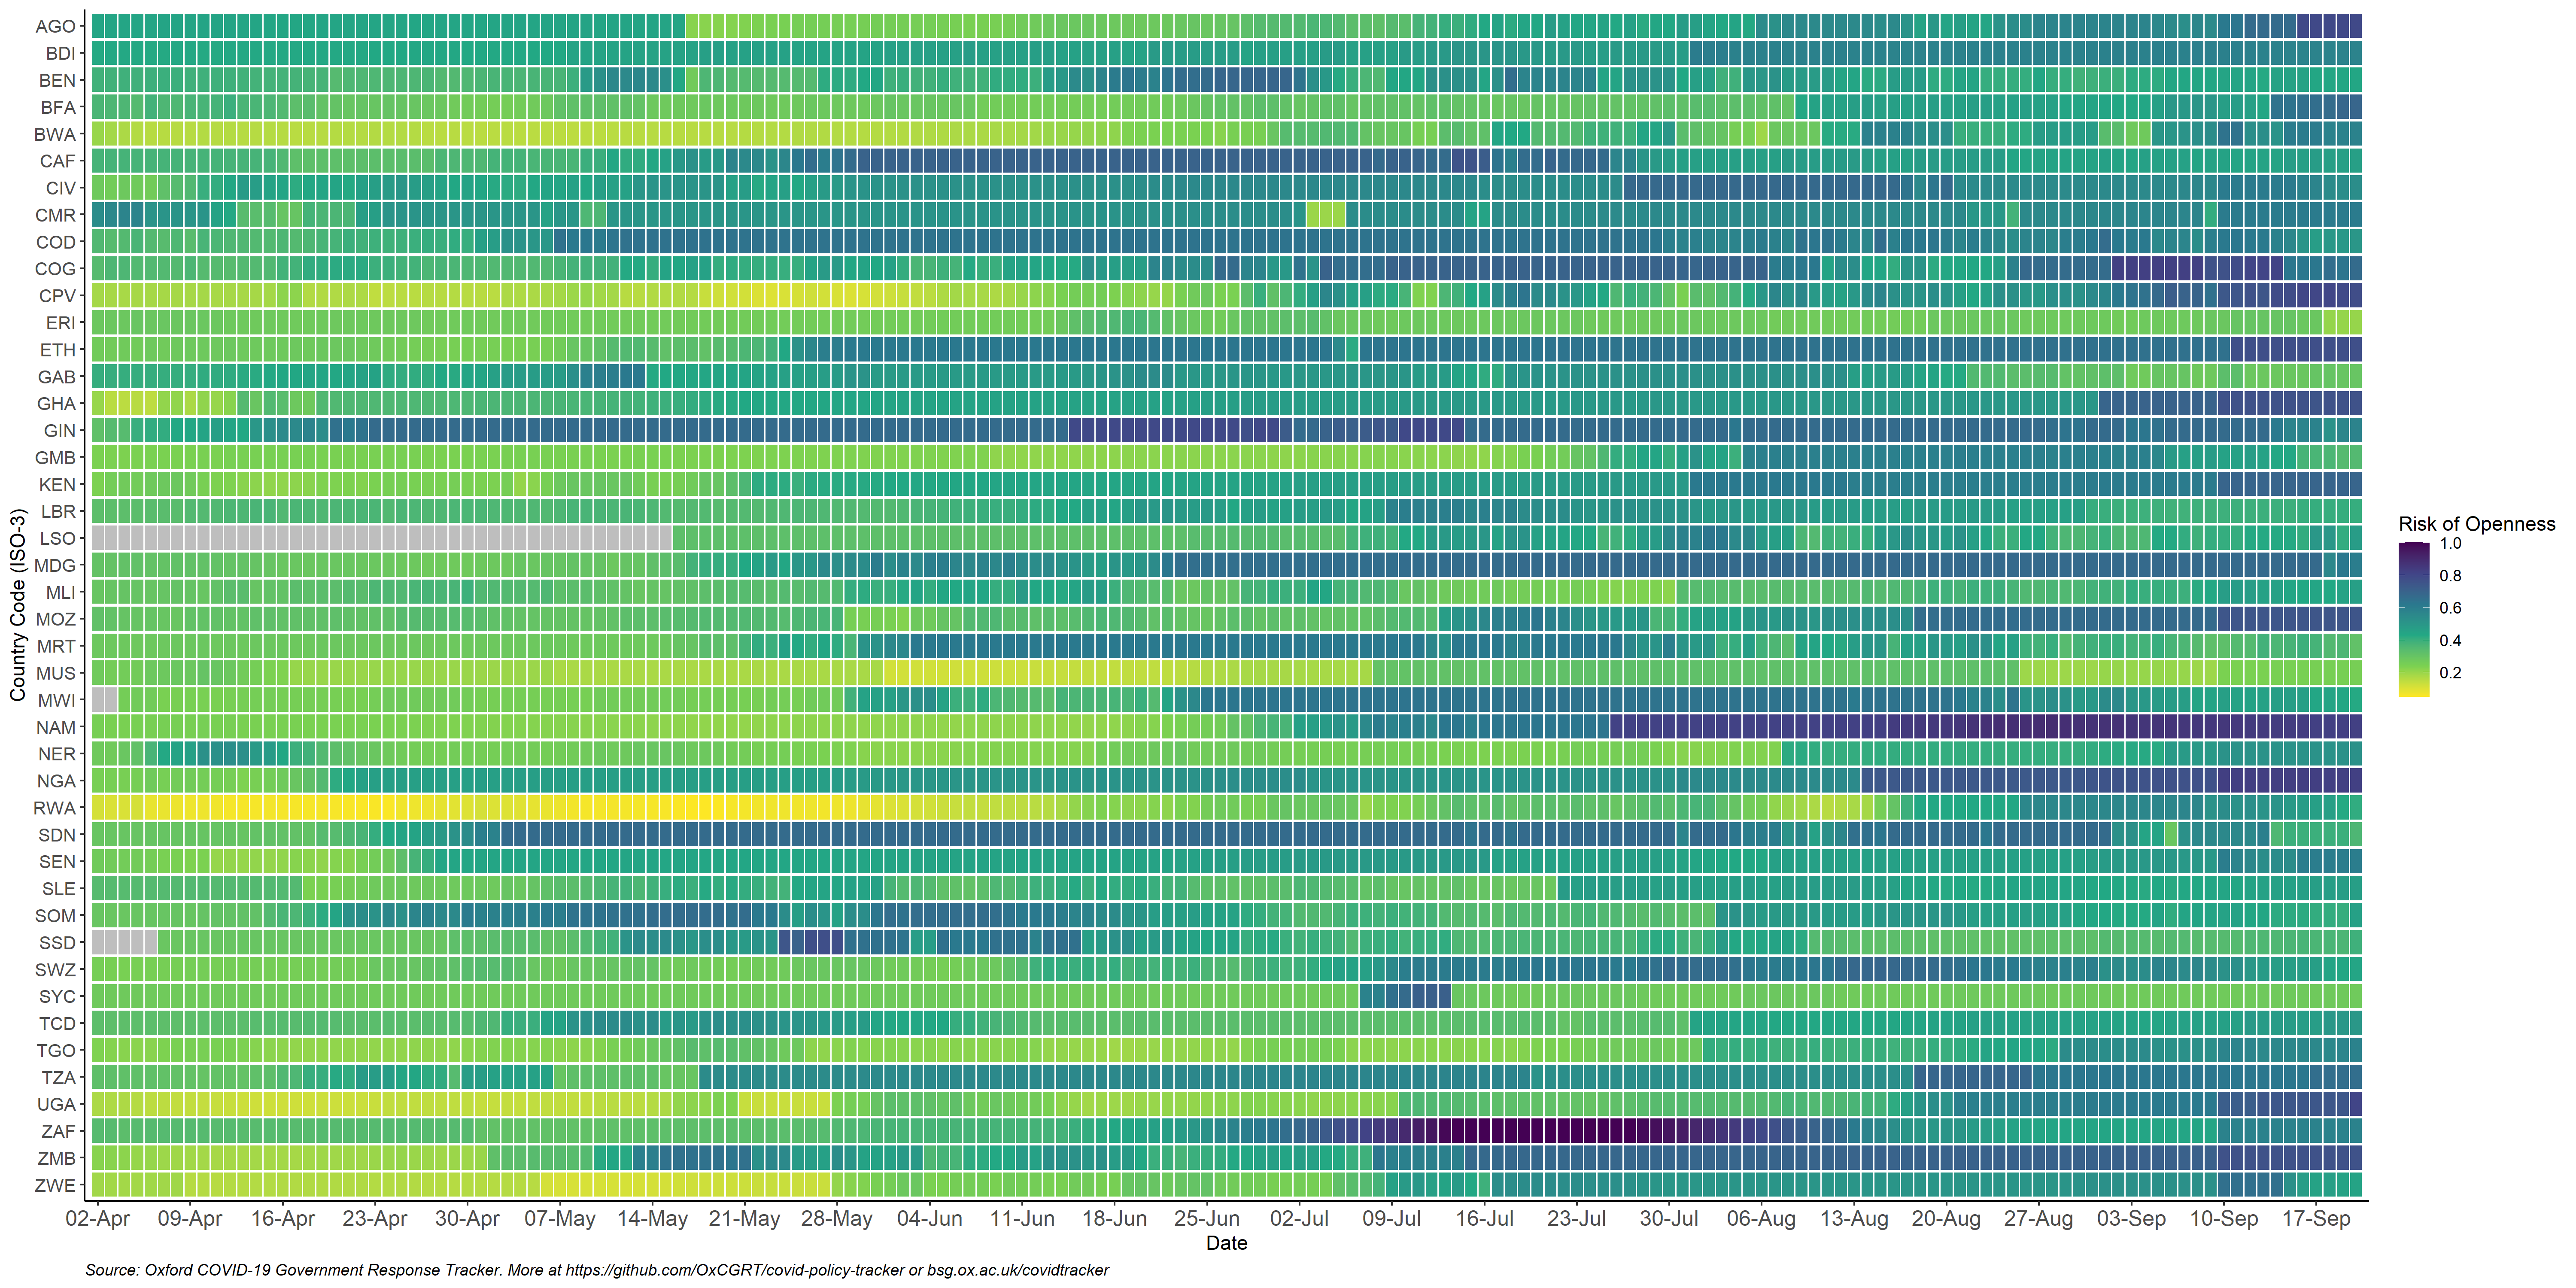 AGO
BDI
BEN
BFA
BWA
CAF
CIV
CMR
COD
COG
CPV
ERI
ETH
GAB
GHA
GIN
GMB
KEN
LBR
LSO
MDG
MLI
MOZ
MRT
MUS
MWI
NAM
NER
NGA
RWA
SDN
SEN
SLE
SOM
SSD
SWZ
SYC
TCD
TGO
TZA
UGA
ZAF
ZMB
ZWE
Country Code (ISO-3)
02-Apr 09-Apr 16-Apr 23-Apr 30-Apr 07-May 14-May 21-May 28-May 04-Jun 11-Jun 18-Jun 25-Jun 02-Jul 09-Jul 16-Jul 23-Jul 30-Jul 06-Aug 13-Aug 20-Aug 27-Aug 03-Sep 10-Sep 17-Sep
Date
Risk of Openness
1.0
0.8
0.6
0.4
0.2
Source: Oxford COVID-19 Government Response Tracker. More at https://github.com/OxCGRT/covid-policy-tracker or bsg.ox.ac.uk/covidtracker